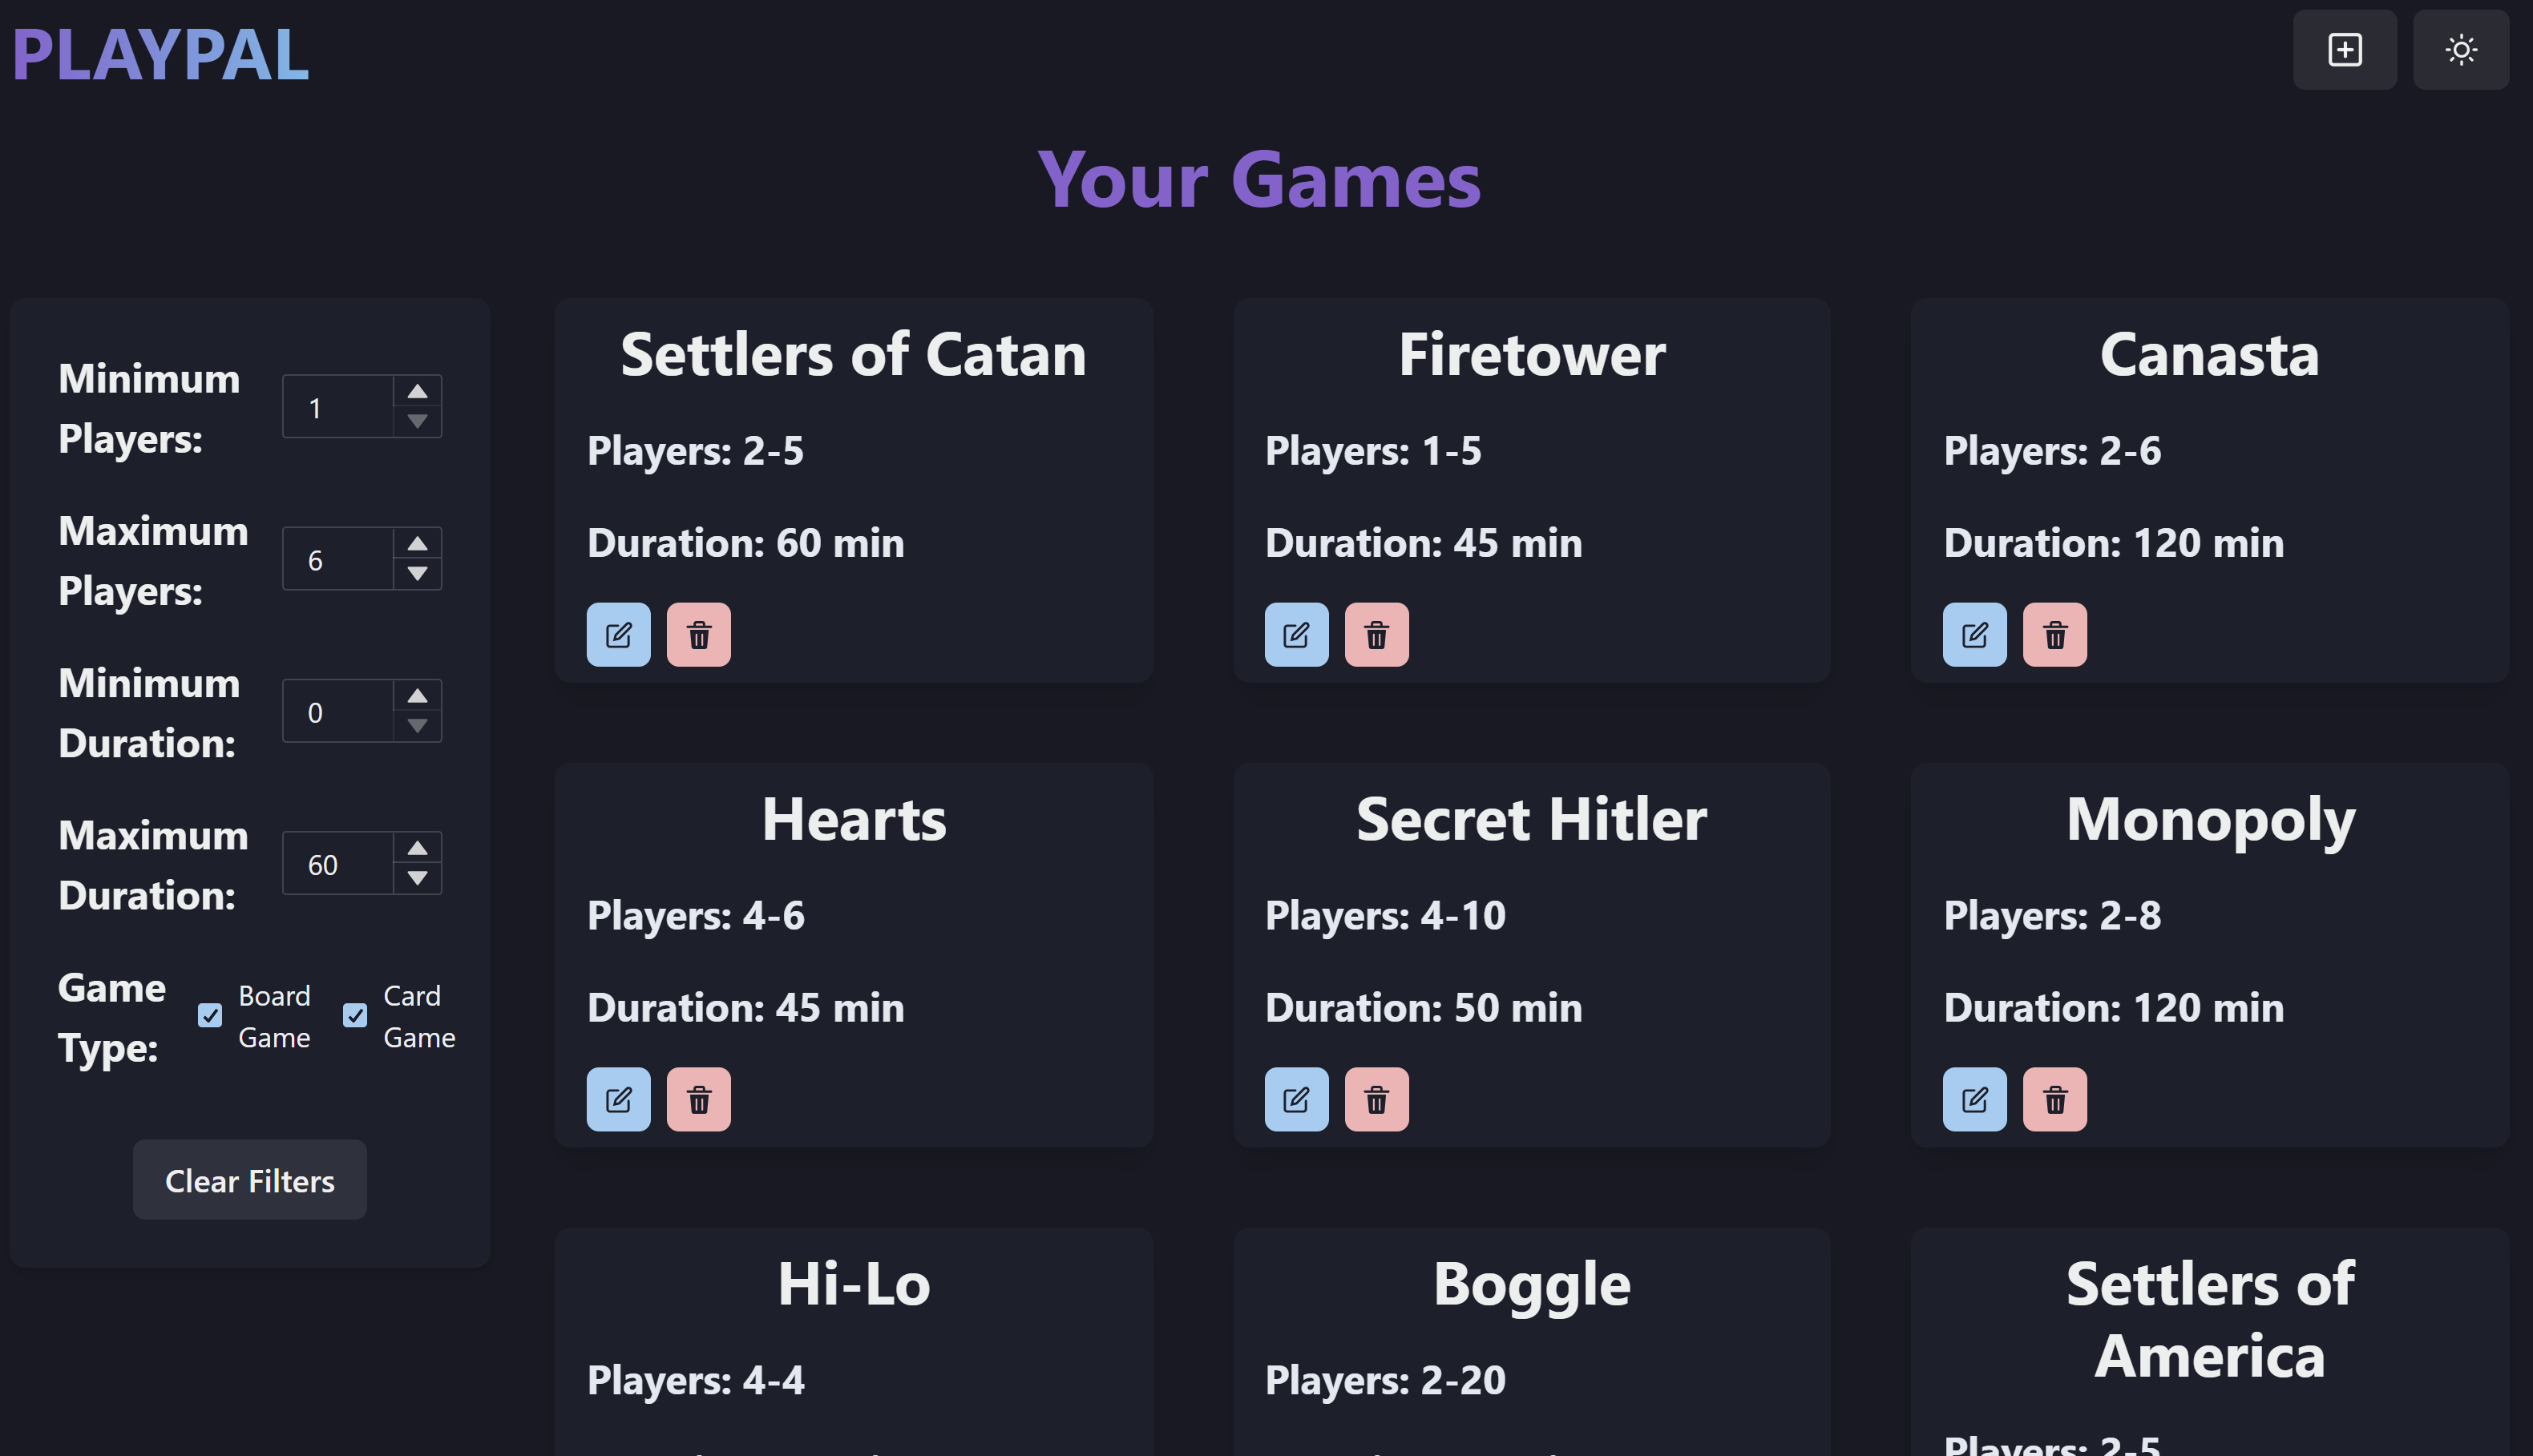 PLAYPAL
Your Games
Minimum
Players:
1
Maximum
Players:
6
Minimum
Duration:
0
Maximum
Duration:
60
Game
Type:
Board
Game
Card
Game
Clear Filters
Settlers of Catan
Players: 2-5
Duration: 60 min
Firetower
Players: 1-5
Duration: 45 min
Canasta
Players: 2-6
Duration: 120 min
Hearts
Players: 4-6
Duration: 45 min
Secret Hitler
Players: 4-10
Duration: 50 min
Monopoly
Players: 2-8
Duration: 120 min
Hi-Lo
Players: 4-4
Boggle
Players: 2-20
Settlers of
America
Players: 2-5